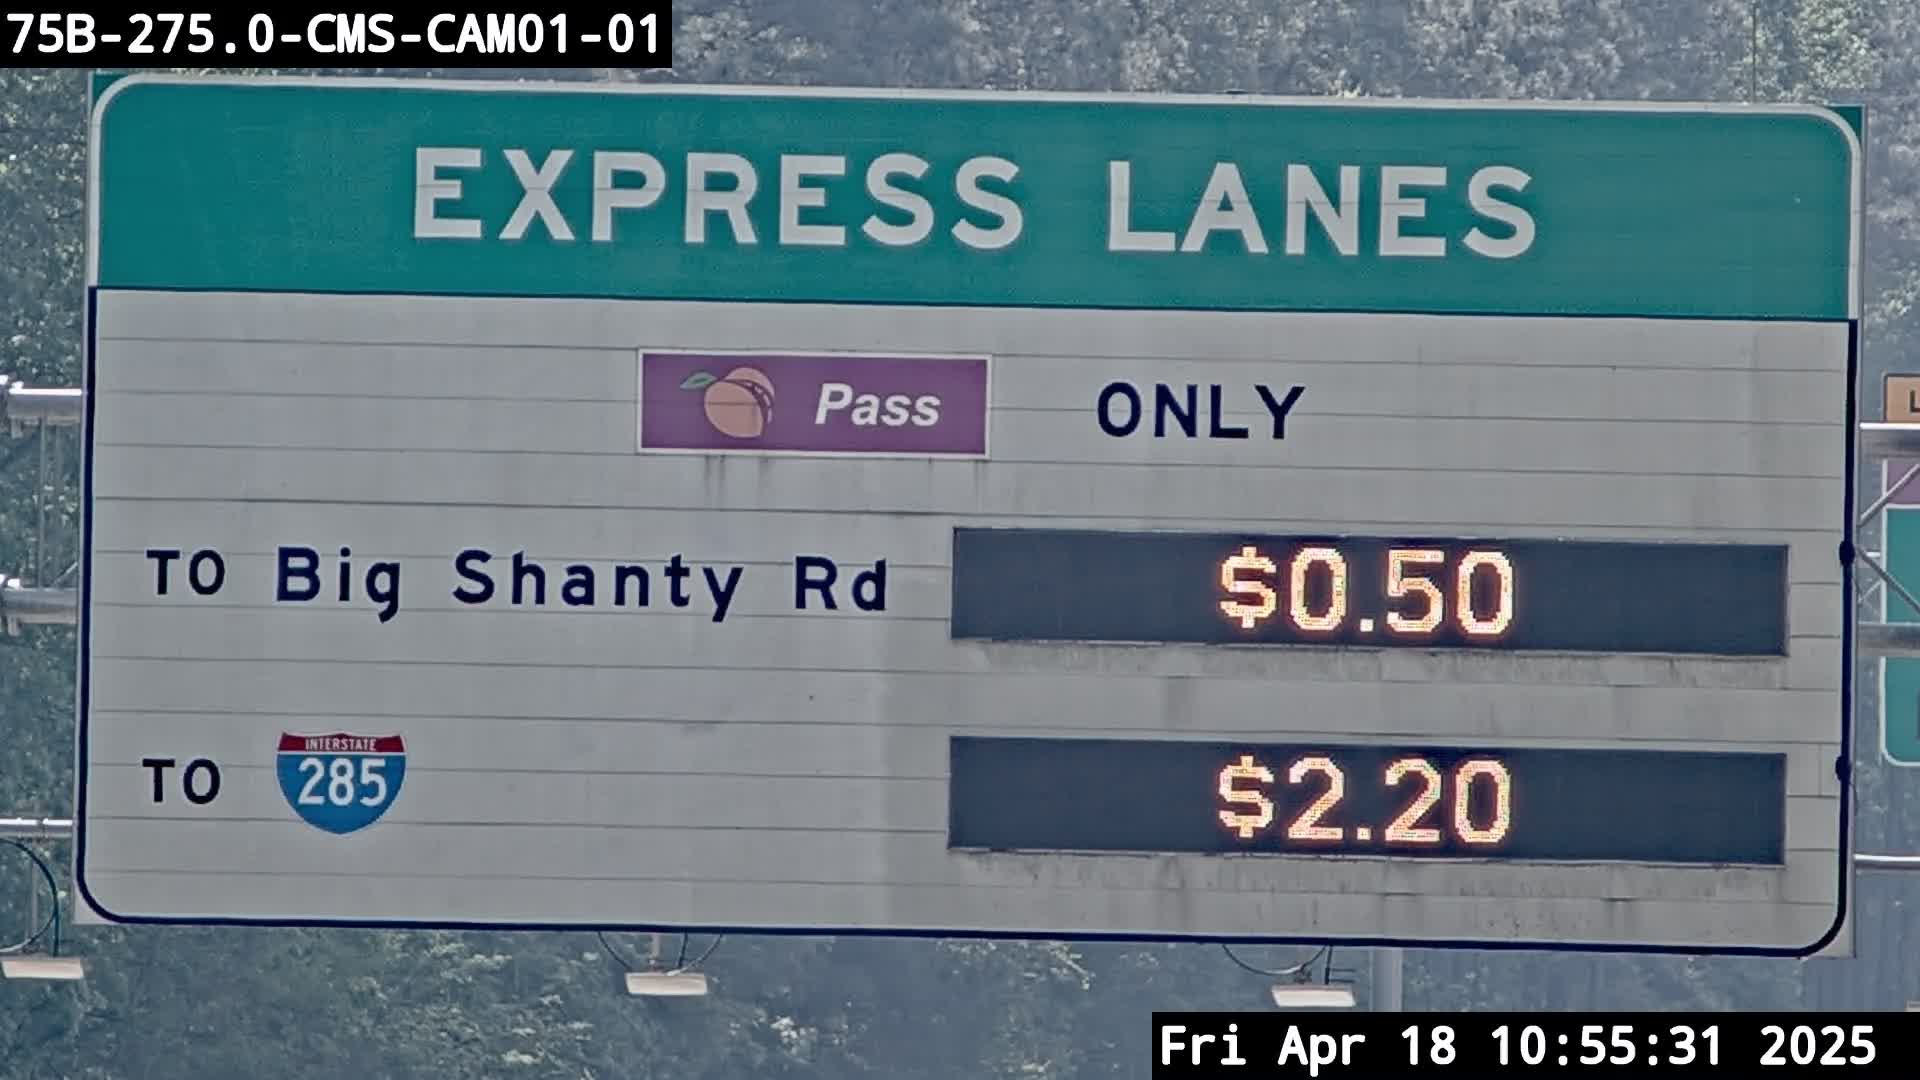 75B-275.0-CMS-CAM01-01
EXPRESS LANES
Pass ONLY
TO Big Shanty Rd $0.50
INTERSTATE
TO 285 $2.20
Fri Apr 18 10:55:31 2025